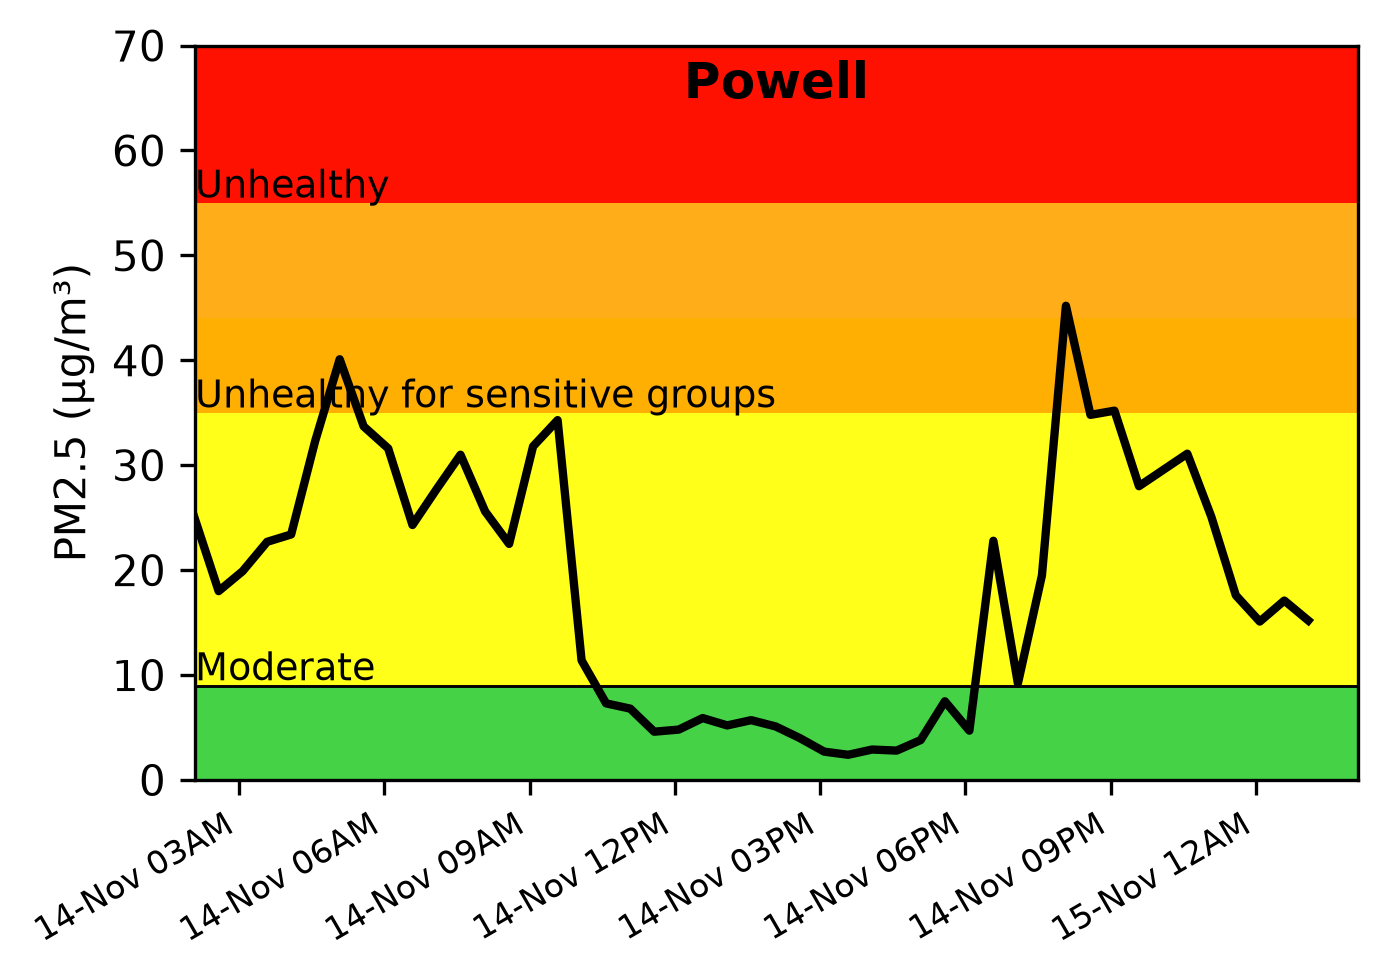 Powell
PM2.5 (µg/m³)
70
60
50
40
30
20
10
0
Unhealthy
Unhealthy for sensitive groups
Moderate
14-Nov 03AM
14-Nov 06AM
14-Nov 09AM
14-Nov 12PM
14-Nov 03PM
14-Nov 06PM
14-Nov 09PM
15-Nov 12AM